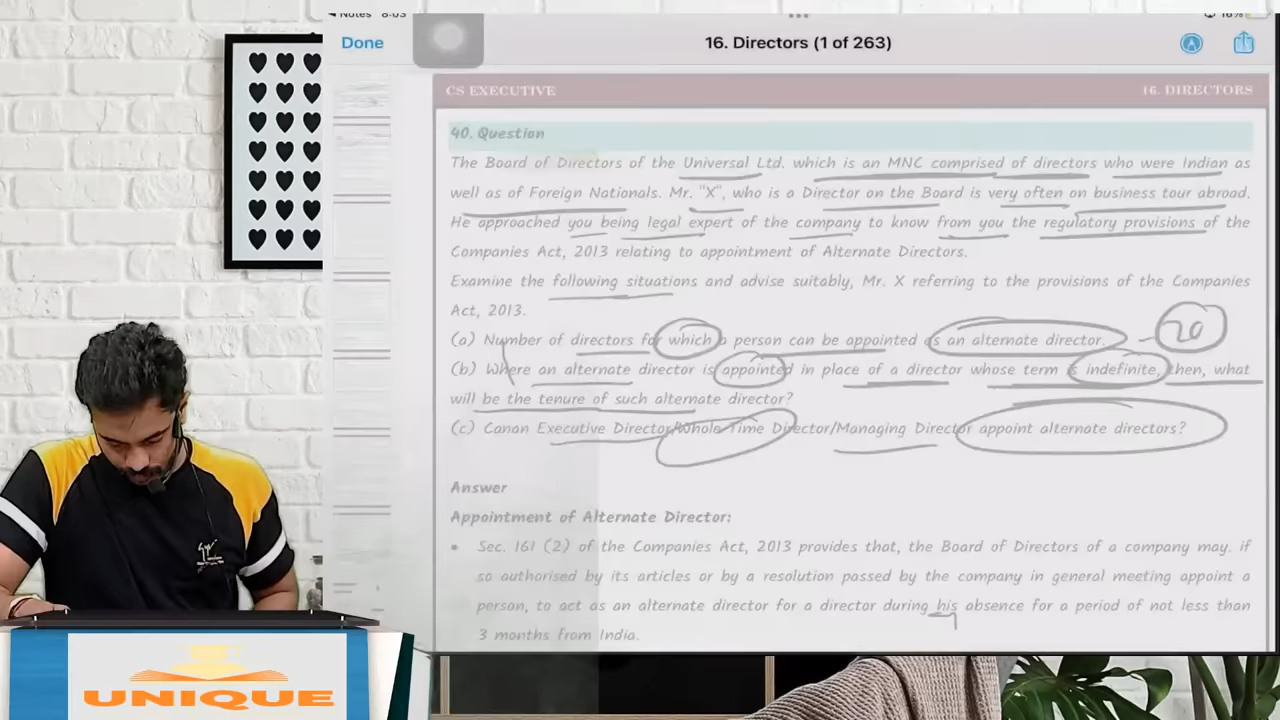 Notes 8:03
16%
Done
16. Directors (1 of 263)
CS EXECUTIVE
16. DIRECTORS
40. Question
The Board of Directors of the Universal Ltd. which is an MNC comprised of directors who were Indian as
well as of Foreign Nationals. Mr. "X", who is a Director on the Board is very often on business tour abroad.
He approached you being legal expert of the company to know from you the regulatory provisions of the
Companies Act, 2013 relating to appointment of Alternate Directors.
Examine the following situations and advise suitably, Mr. X referring to the provisions of the Companies
Act, 2013.
(a) Number of directors for which a person can be appointed as an alternate director. - 20
(b) Where an alternate director is appointed in place of a director whose term is indefinite, then, what
will be the tenure of such alternate director?
(c) Canan Executive Director/Whole Time Director/Managing Director appoint alternate directors?
Answer
Appointment of Alternate Director:
• Sec. 161 (2) of the Companies Act, 2013 provides that, the Board of Directors of a company may. if
so authorised by its articles or by a resolution passed by the company in general meeting appoint a
person, to act as an alternate director for a director during his absence for a period of not less than
3 months from India.
UNIQUE